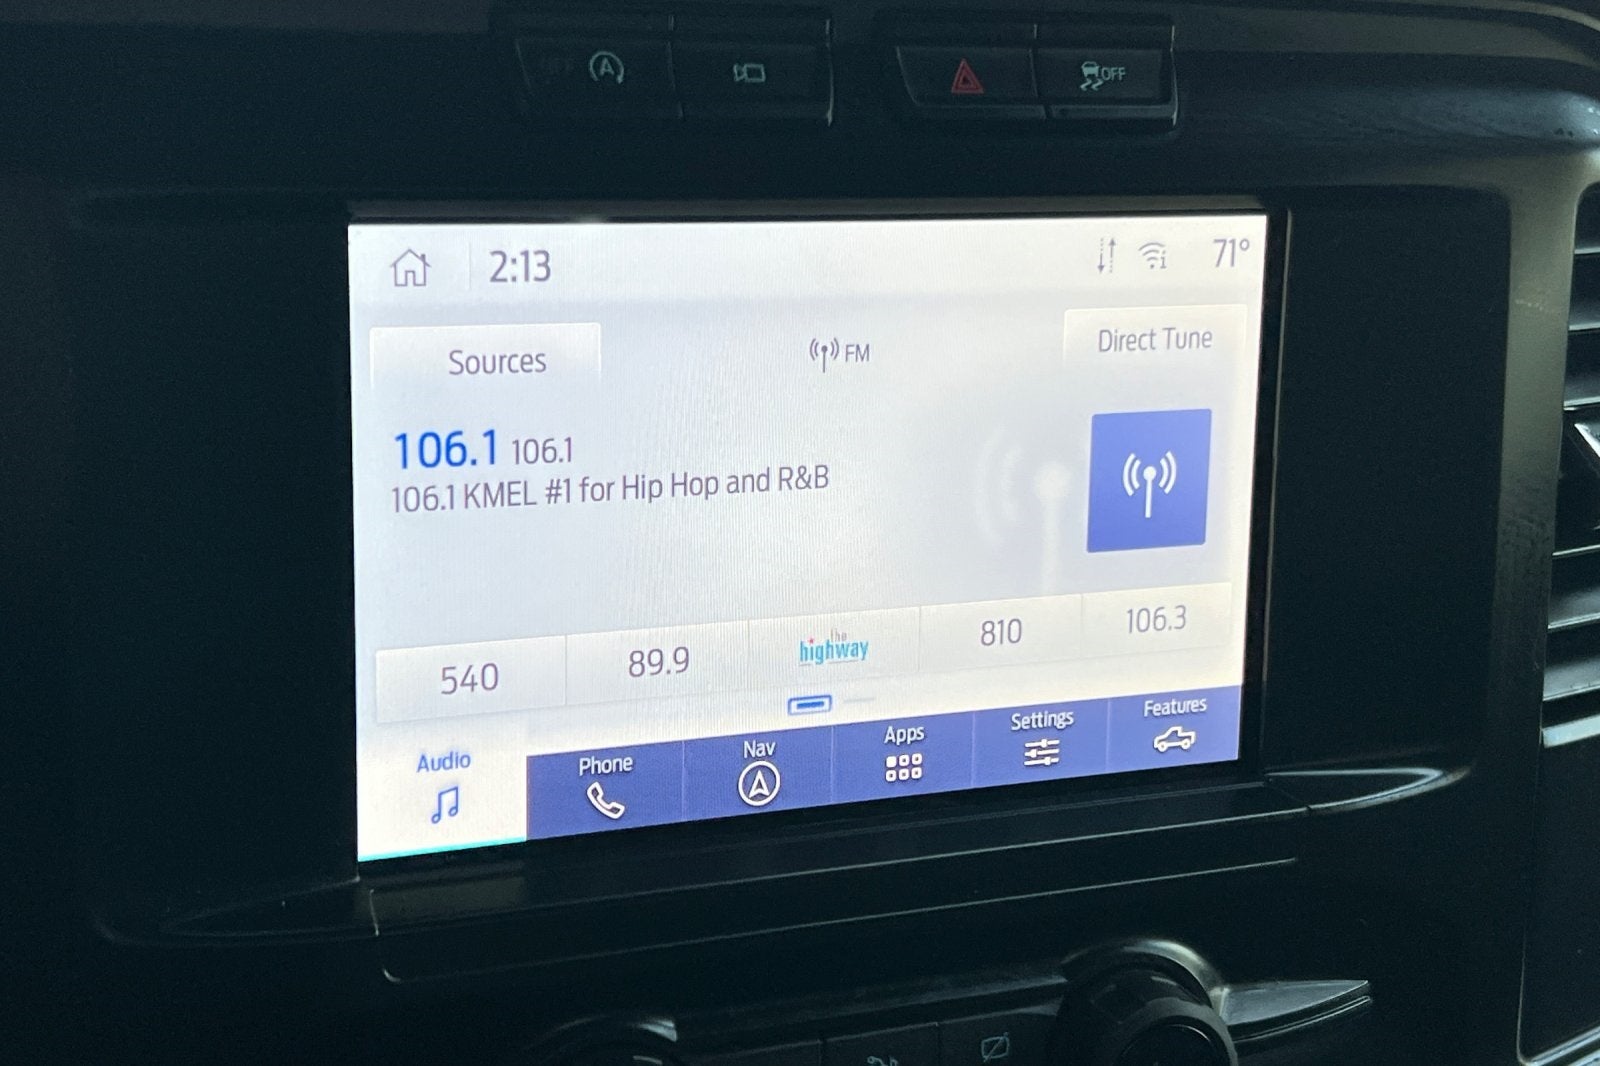 A
OFF
2:13
71°
Sources
FM
Direct Tune
106.1 106.1
106.1 KMEL #1 for Hip Hop and R&B
540
89.9
the
highway
810
106.3
Audio
Phone
Nav
Apps
Settings
Features